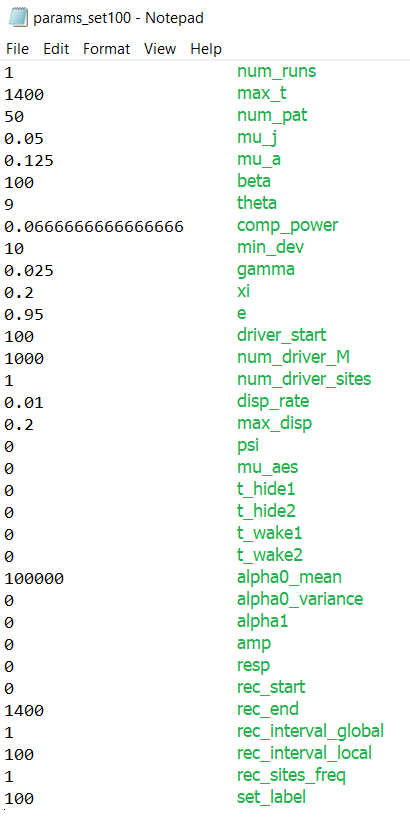 params_set100 - Notepad
File Edit Format View Help
1 num_runs
1400 max_t
50 num_pat
0.05 mu_j
0.125 mu_a
100 beta
9 theta
0.0666666666666666 comp_power
10 min_dev
0.025 gamma
0.2 xi
0.95 e
100 driver_start
1000 num_driver_M
1 num_driver_sites
0.01 disp_rate
0.2 max_disp
0 psi
0 mu_aes
0 t_hide1
0 t_hide2
0 t_wake1
0 t_wake2
100000 alpha0_mean
0 alpha0_variance
0 alpha1
0 amp
0 resp
0 rec_start
1400 rec_end
1 rec_interval_global
100 rec_interval_local
1 rec_sites_freq
100 set_label